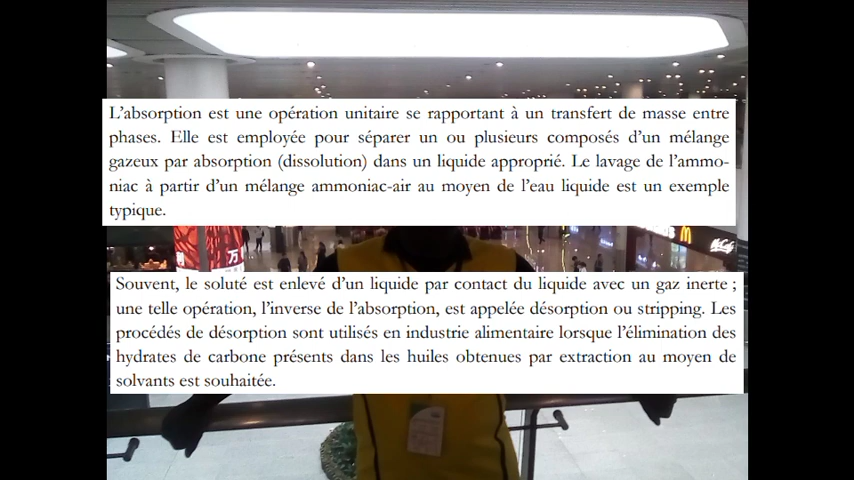 L'absorption est une opération unitaire se rapportant à un transfert de masse entre
phases. Elle est employée pour séparer un ou plusieurs composés d'un mélange
gazeux par absorption (dissolution) dans un liquide approprié. Le lavage de l'ammo-
niac à partir d'un mélange ammoniac-air au moyen de l'eau liquide est un exemple
typique.
万
McCafé
Souvent, le soluté est enlevé d'un liquide par contact du liquide avec un gaz inerte ;
une telle opération, l'inverse de l'absorption, est appelée désorption ou stripping. Les
procédés de désorption sont utilisés en industrie alimentaire lorsque l'élimination des
hydrates de carbone présents dans les huiles obtenues par extraction au moyen de
solvants est souhaitée.